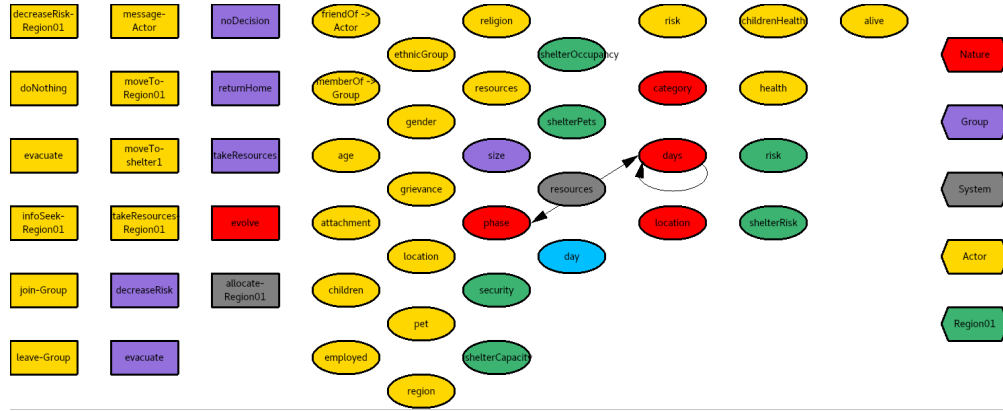 decreaseRisk-
Region01
message-
Actor
noDecision
friendOf ->
Actor
religion
risk
childrenHealth
alive
ethnicGroup
shelterOccupancy
Nature
doNothing
moveTo-
Region01
returnHome
memberOf ->
Group
resources
category
health
gender
shelterPets
Group
evacuate
moveTo-
shelter1
takeResources
age
size
days
risk
grievance
resources
System
infoSeek-
Region01
takeResources-
Region01
evolve
attachment
phase
location
shelterRisk
location
day
Actor
join-Group
decreaseRisk
allocate-
Region01
children
security
pet
Region01
leave-Group
evacuate
employed
shelterCapacity
region